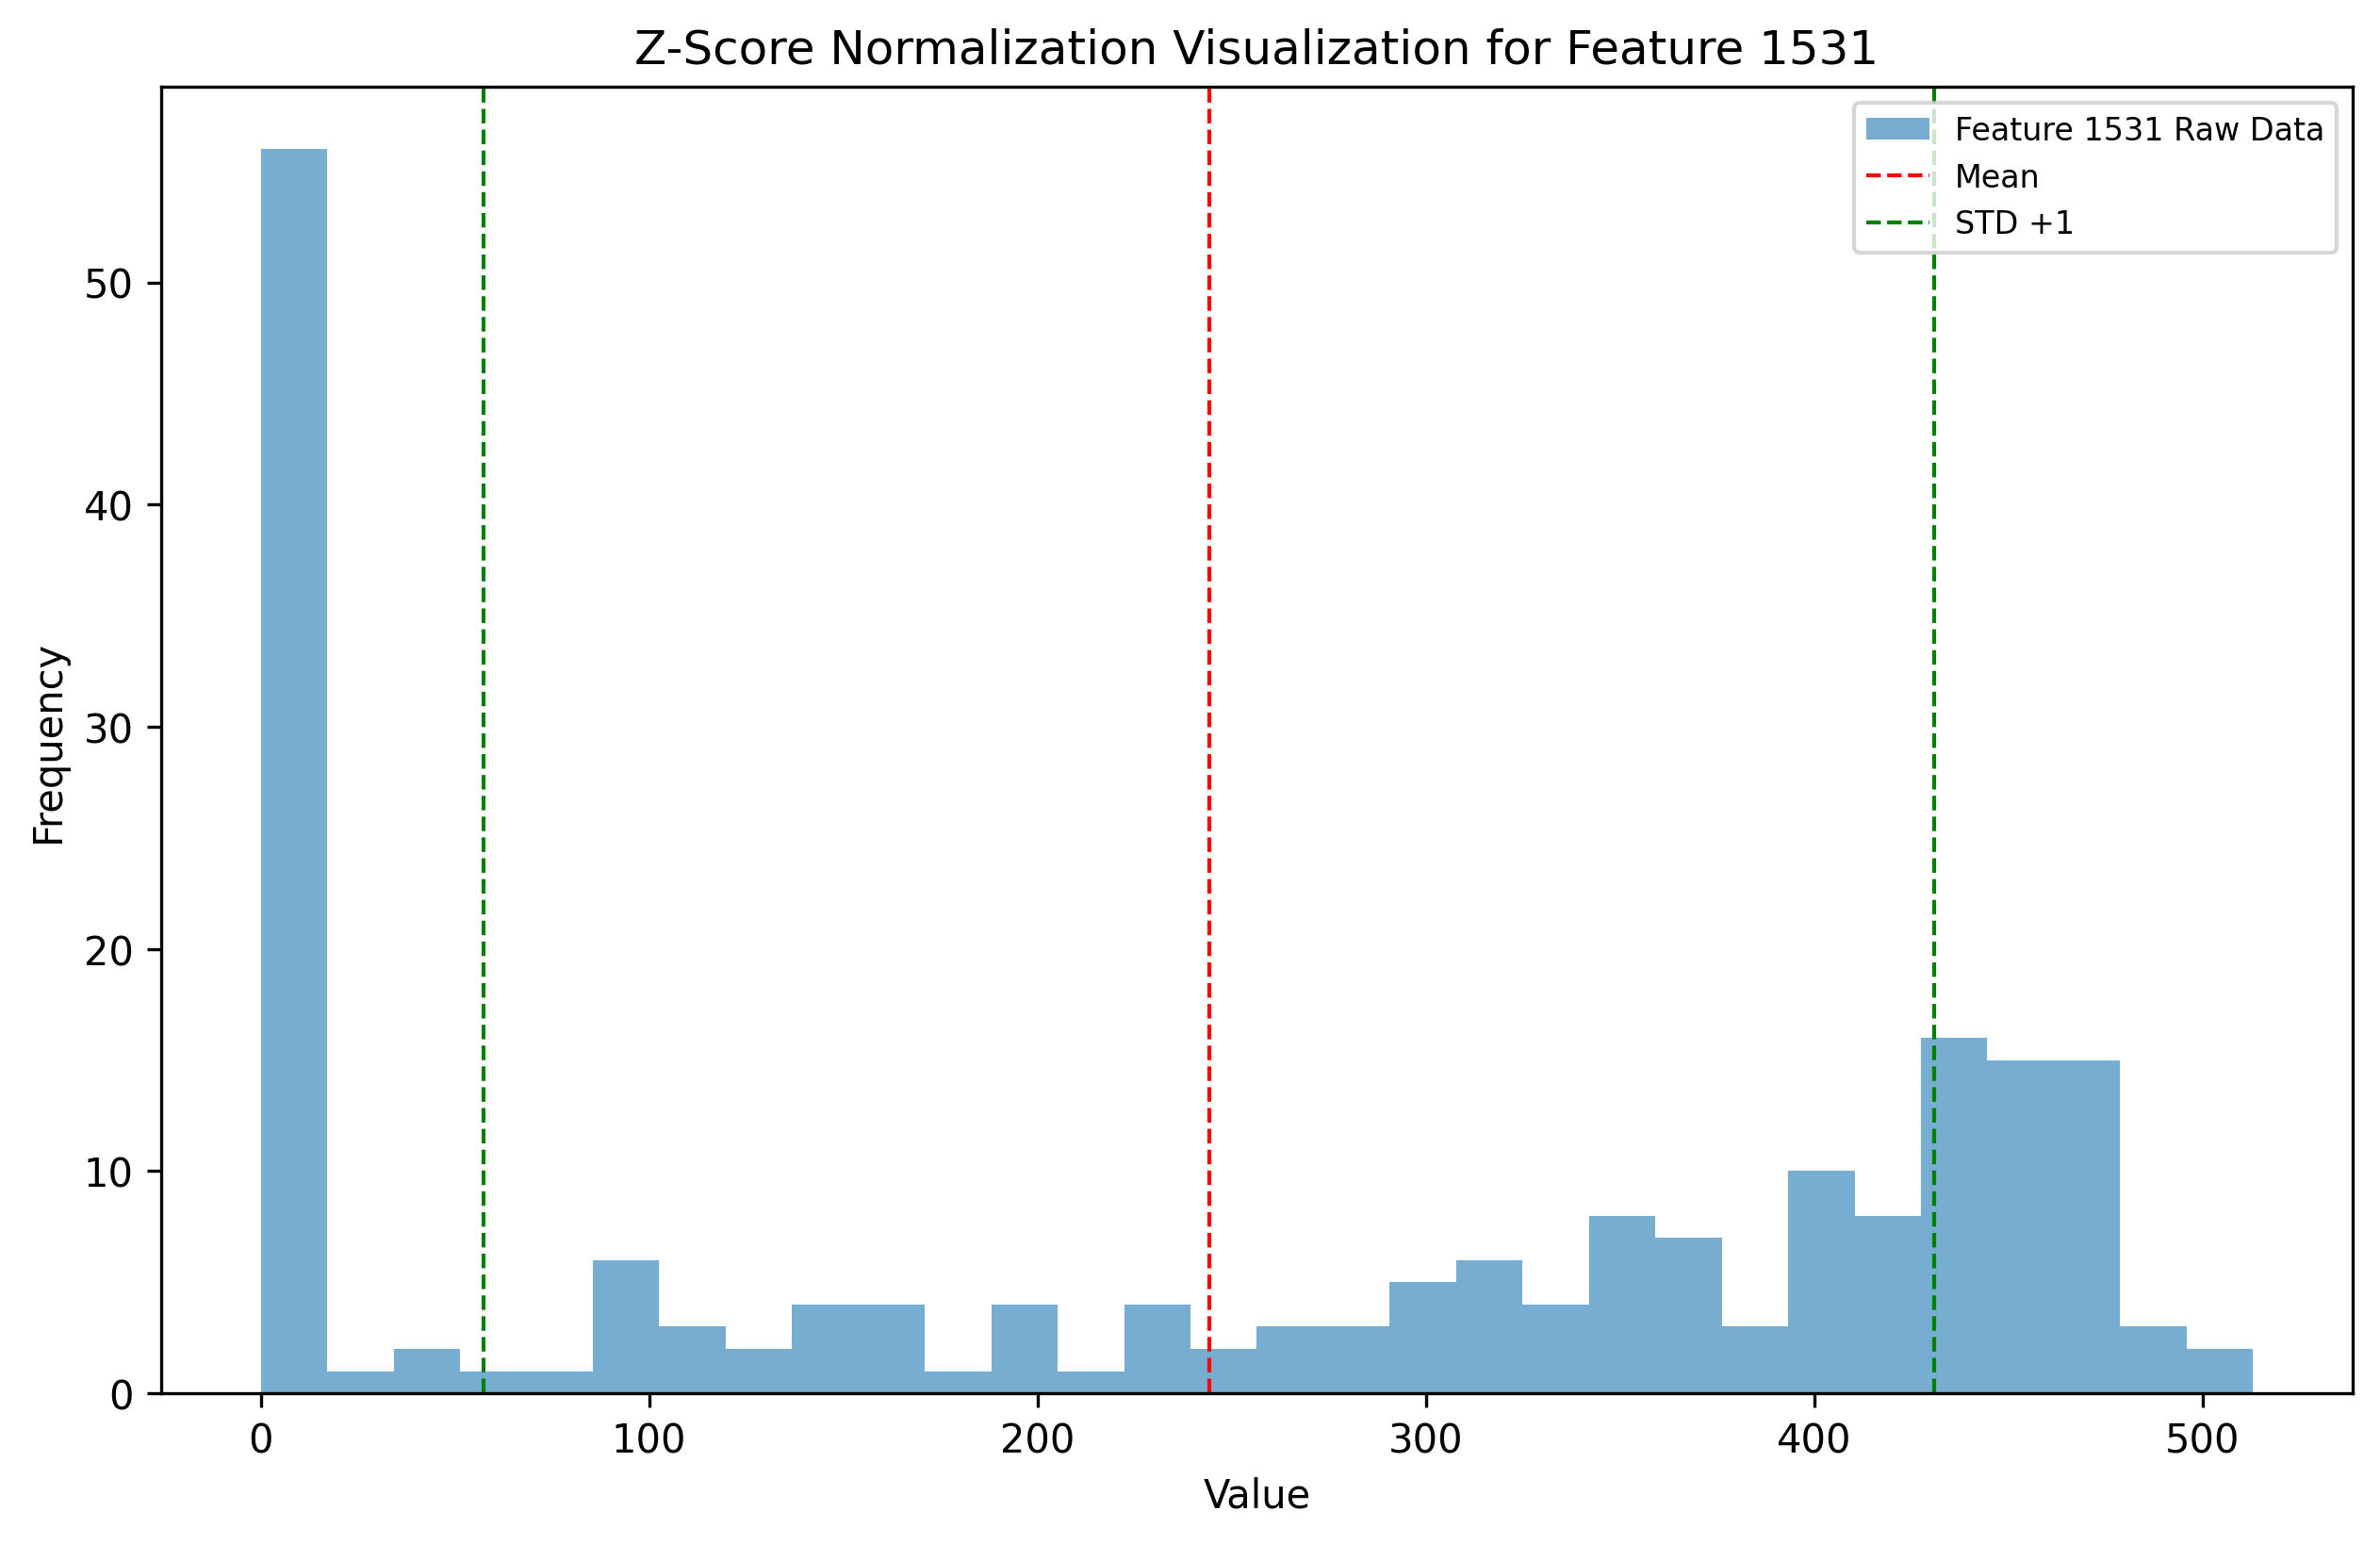 Z-Score Normalization Visualization for Feature 1531
Feature 1531 Raw Data
Mean
STD +1
Frequency
50
40
30
20
10
0
0 100 200 300 400 500
Value